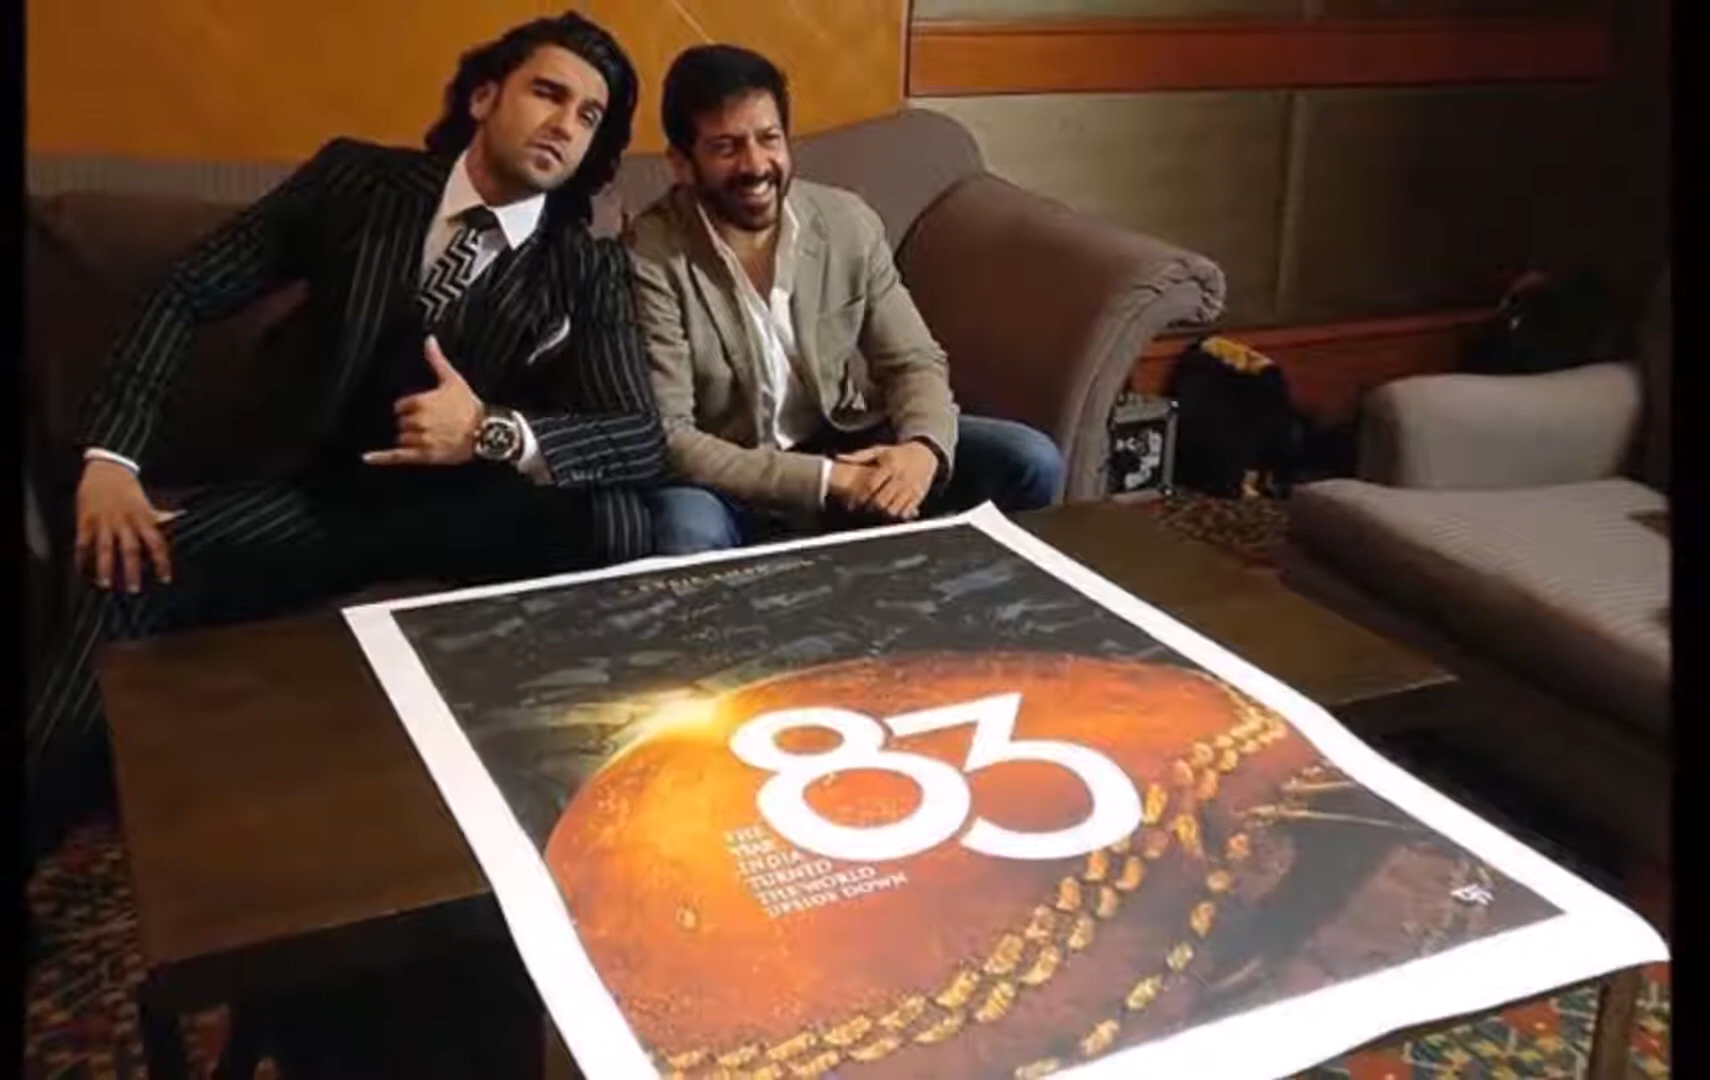 83
THE
YEAR
INDIA
TURNED
THE WORLD
UPSIDE DOWN